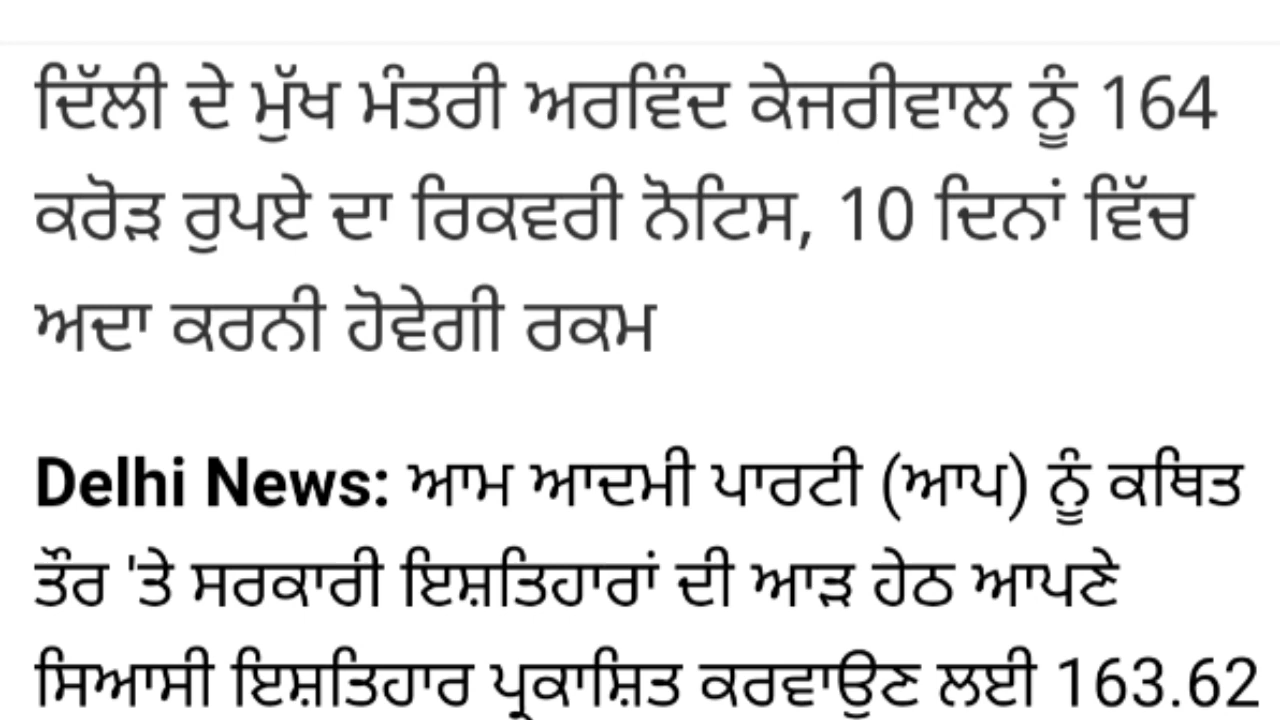 ਦਿੱਲੀ ਦੇ ਮੁੱਖ ਮੰਤਰੀ ਅਰਵਿੰਦ ਕੇਜਰੀਵਾਲ ਨੂੰ 164
ਕਰੋੜ ਰੁਪਏ ਦਾ ਰਿਕਵਰੀ ਨੋਟਿਸ, 10 ਦਿਨਾਂ ਵਿੱਚ
ਅਦਾ ਕਰਨੀ ਹੋਵੇਗੀ ਰਕਮ
Delhi News: ਆਮ ਆਦਮੀ ਪਾਰਟੀ (ਆਪ) ਨੂੰ ਕਥਿਤ
ਤੌਰ 'ਤੇ ਸਰਕਾਰੀ ਇਸ਼ਤਿਹਾਰਾਂ ਦੀ ਆੜ ਹੇਠ ਆਪਣੇ
ਸਿਆਸੀ ਇਸ਼ਤਿਹਾਰ ਪ੍ਰਕਾਸ਼ਿਤ ਕਰਵਾਉਣ ਲਈ 163.62